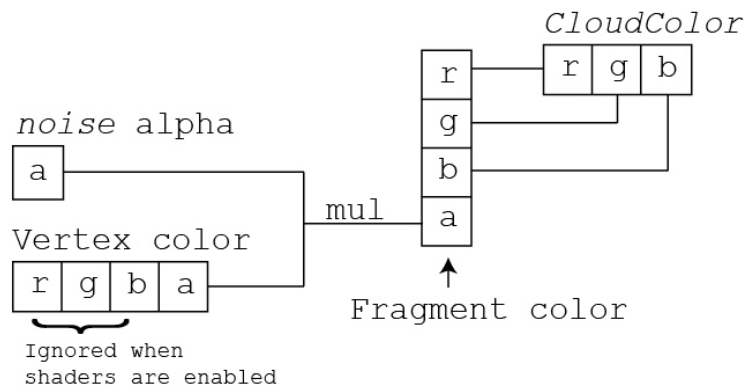 CloudColor
r g b
r
g
b
a
noise alpha
a
mul
Vertex color
r g b a
Fragment color
Ignored when
shaders are enabled